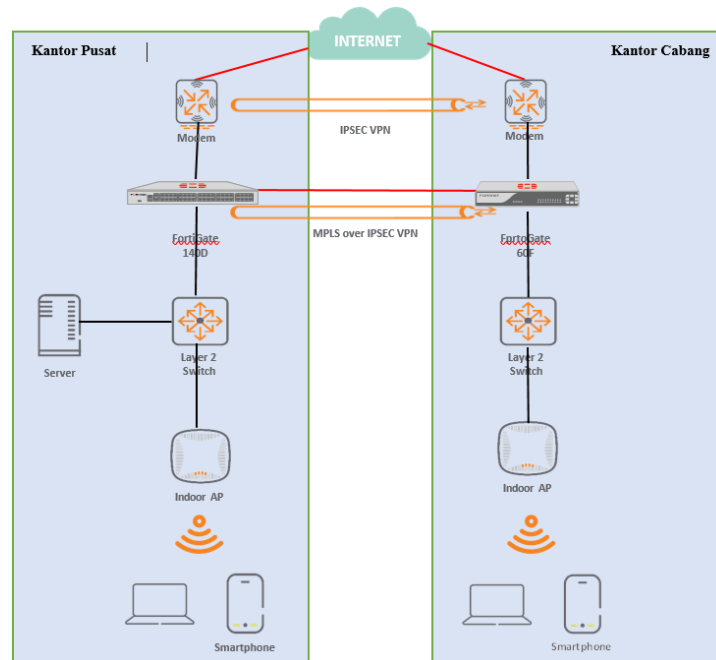 INTERNET
Kantor Pusat
Kantor Cabang
Modem
IPSEC VPN
Modem
FortiGate
140D
MPLS over IPSEC VPN
FortoGate
60F
Layer 2
Switch
Layer 2
Switch
Server
Indoor AP
Indoor AP
Smartphone
Smartphone